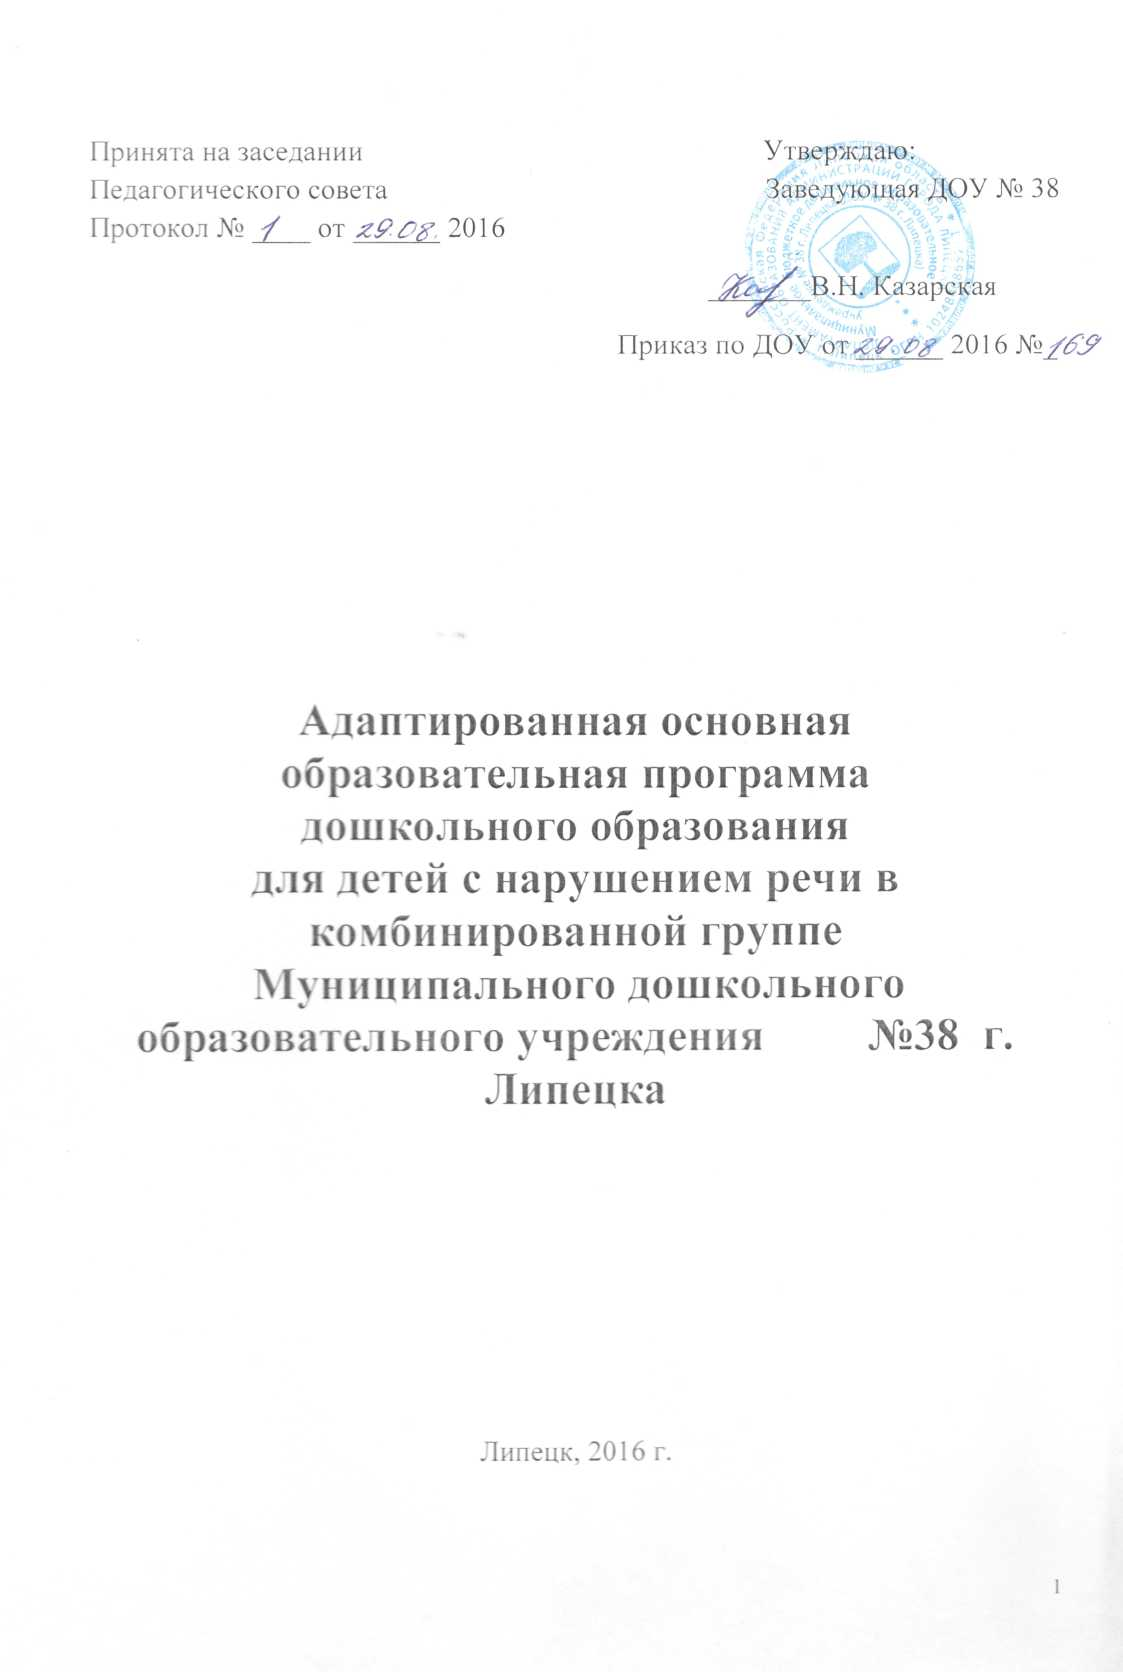 Принята на заседании
Педагогического совета
Протокол № 1 от 29.08. 2016
Утверждаю:
Заведующая ДОУ № 38
В.Н. Казарская
Приказ по ДОУ от 29.08 2016 № 169
Адаптированная основная
образовательная программа
дошкольного образования
для детей с нарушением речи в
комбинированной группе
Муниципального дошкольного
образовательного учреждения №38 г.
Липецка
Липецк, 2016 г.
1